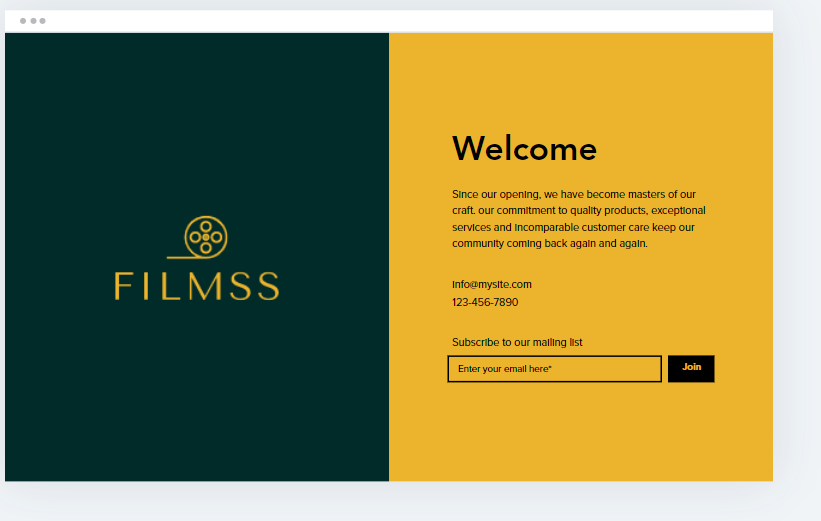 FILMSS
Welcome
Since our opening, we have become masters of our
craft. our commitment to quality products, exceptional
services and incomparable customer care keep our
community coming back again and again.
Info@mysite.com
123-456-7890
Subscribe to our mailing list
Enter your email here*
Join